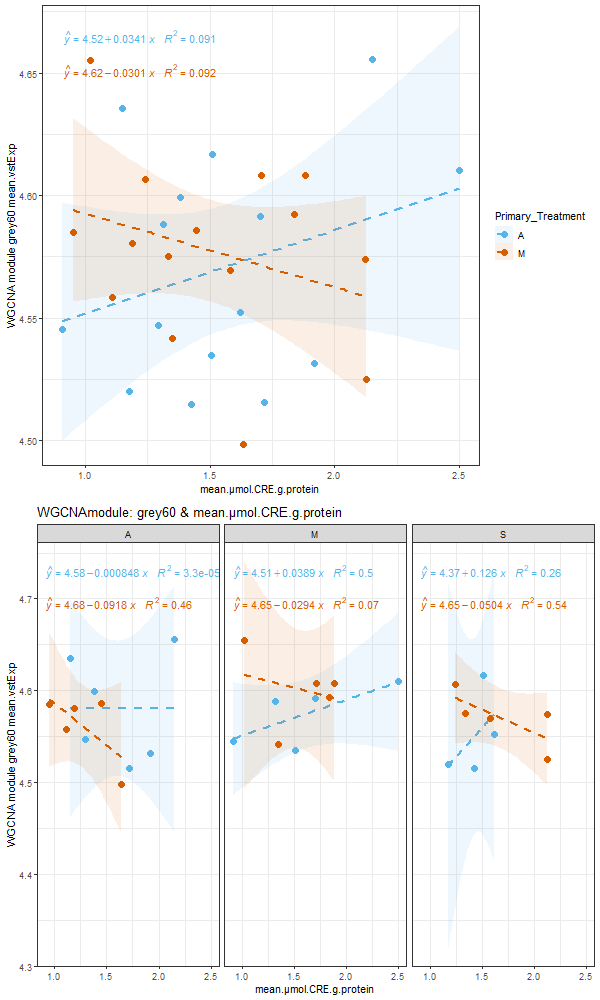 ŷ = 4.52+0.0341 x R² = 0.091
ŷ = 4.62−0.0301 x R² = 0.092
4.65
4.60
4.55
4.50
WGCNA module grey60 mean.vstExp
1.0 1.5 2.0 2.5
mean.µmol.CRE.g.protein
Primary_Treatment
A
M
WGCNAmodule: grey60 & mean.µmol.CRE.g.protein
A M S
ŷ = 4.58−0.000848 x R² = 3.3e-05
ŷ = 4.68−0.0918 x R² = 0.46
ŷ = 4.51+0.0389 x R² = 0.5
ŷ = 4.65−0.0294 x R² = 0.07
ŷ = 4.37+0.126 x R² = 0.26
ŷ = 4.65−0.0504 x R² = 0.54
4.7
4.6
4.5
4.4
4.3
WGCNA module grey60 mean.vstExp
1.0 1.5 2.0 2.5 1.0 1.5 2.0 2.5 1.0 1.5 2.0 2.5
mean.µmol.CRE.g.protein